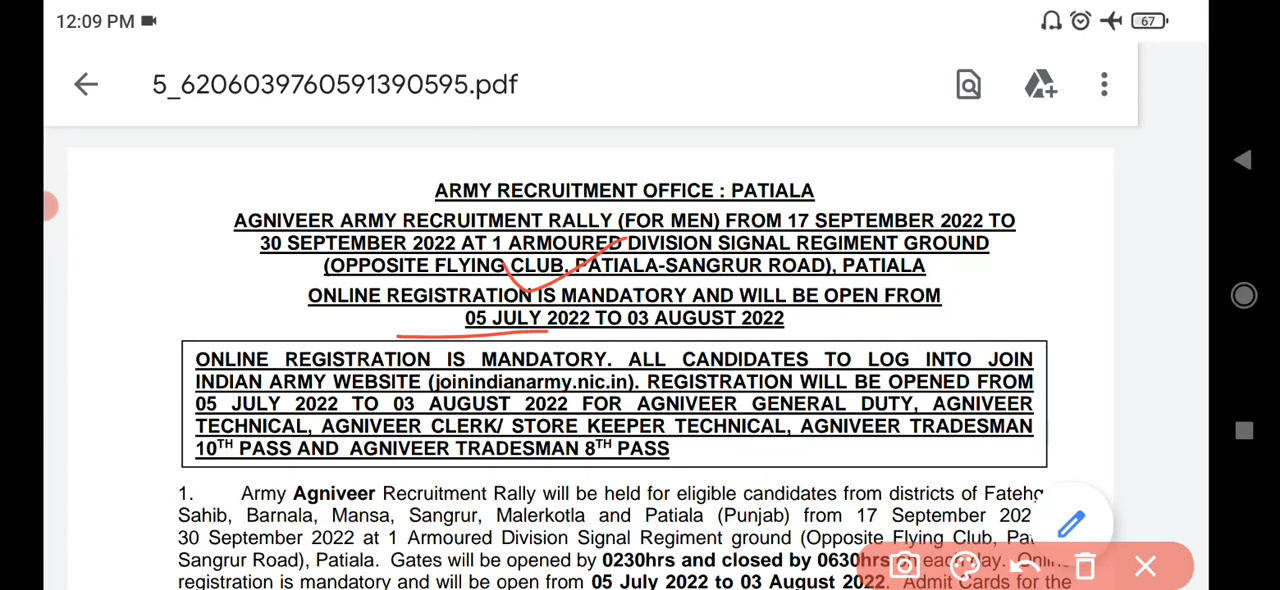 12:09 PM
67
5_6206039760591390595.pdf
ARMY RECRUITMENT OFFICE : PATIALA
AGNIVEER ARMY RECRUITMENT RALLY (FOR MEN) FROM 17 SEPTEMBER 2022 TO
30 SEPTEMBER 2022 AT 1 ARMOURED DIVISION SIGNAL REGIMENT GROUND
(OPPOSITE FLYING CLUB, PATIALA-SANGRUR ROAD), PATIALA
ONLINE REGISTRATION IS MANDATORY AND WILL BE OPEN FROM
05 JULY 2022 TO 03 AUGUST 2022
ONLINE REGISTRATION IS MANDATORY. ALL CANDIDATES TO LOG INTO JOIN
INDIAN ARMY WEBSITE (joinindianarmy.nic.in). REGISTRATION WILL BE OPENED FROM
05 JULY 2022 TO 03 AUGUST 2022 FOR AGNIVEER GENERAL DUTY, AGNIVEER
TECHNICAL, AGNIVEER CLERK/ STORE KEEPER TECHNICAL, AGNIVEER TRADESMAN
10TH PASS AND AGNIVEER TRADESMAN 8TH PASS
1. Army Agniveer Recruitment Rally will be held for eligible candidates from districts of
Sahib, Barnala, Mansa, Sangrur, Malerkotla and Patiala (Punjab) from 17 September
30 September 2022 at 1 Armoured Division Signal Regiment ground (Opposite Flying Club,
Sangrur Road), Patiala. Gates will be opened by 0230hrs and closed by 0630hrs on each day.
registration is mandatory and will be open from 05 July 2022 to 03 August 2022. Admit Cards for the